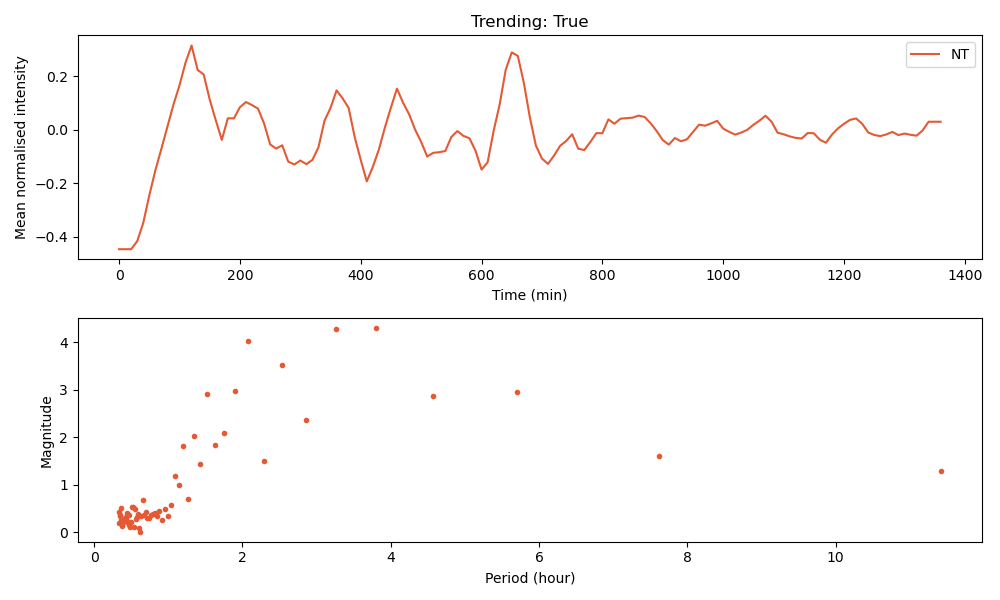 Trending: True
Mean normalised intensity
0.2
0.0
−0.2
−0.4
NT
0 200 400 600 800 1000 1200 1400
Time (min)
Magnitude
4
3
2
1
0
0 2 4 6 8 10
Period (hour)